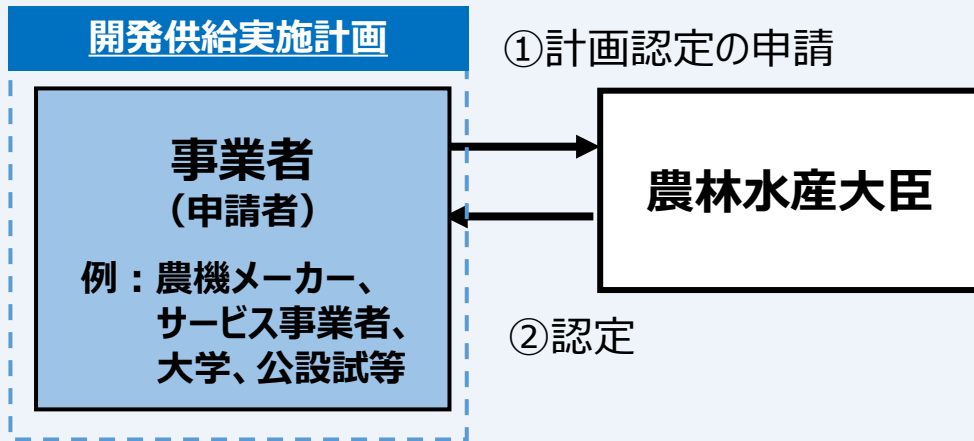 開発供給実施計画
①計画認定の申請
事業者
（申請者）
例：農機メーカー、
サービス事業者、
大学、公設試等
農林水産大臣
②認定